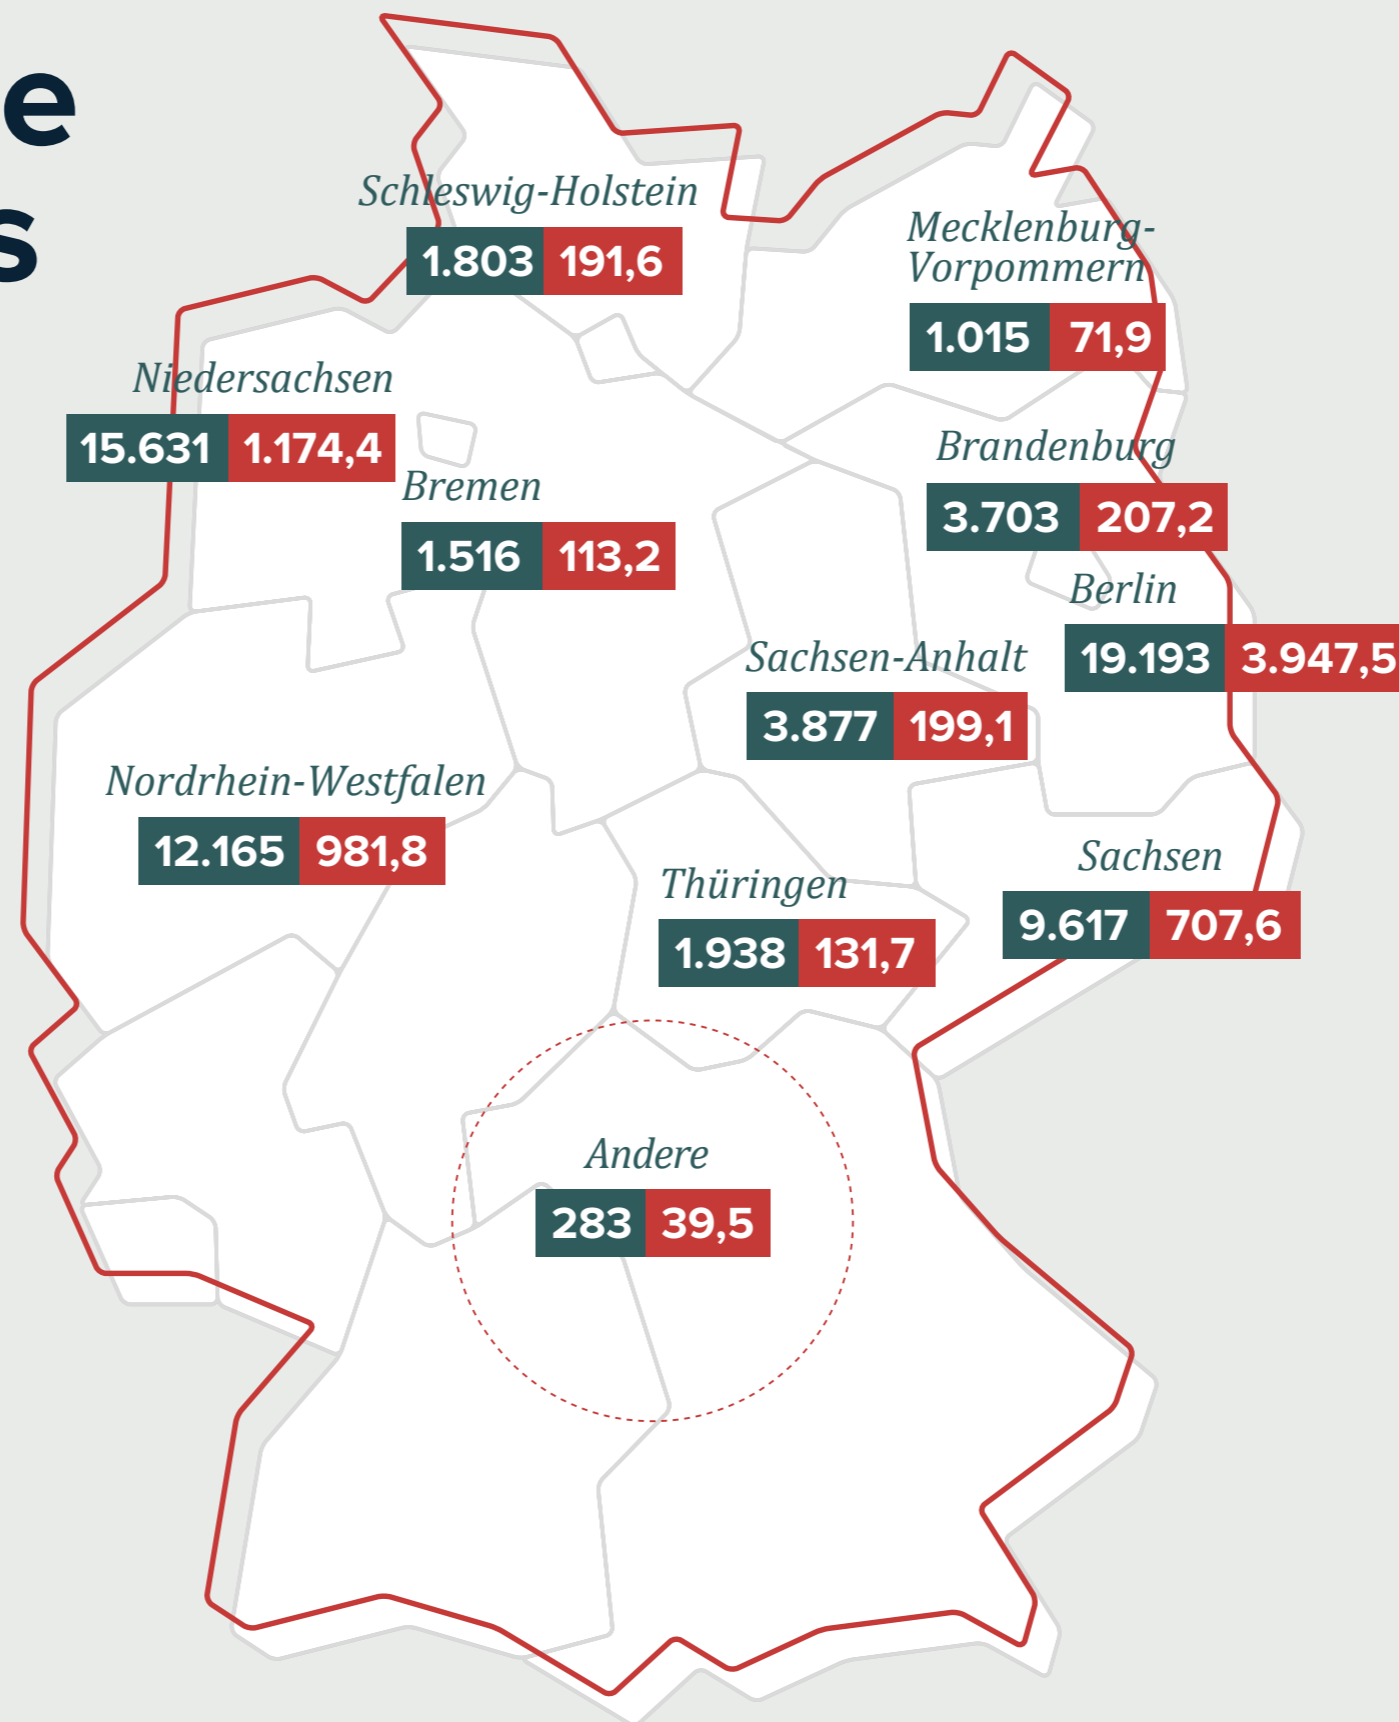 e
s
Schleswig-Holstein
1.803 191,6
Mecklenburg-
Vorpommern
1.015 71,9
Niedersachsen
15.631 1.174,4
Bremen
1.516 113,2
Brandenburg
3.703 207,2
Berlin
19.193 3.947,5
Sachsen-Anhalt
3.877 199,1
Nordrhein-Westfalen
12.165 981,8
Sachsen
9.617 707,6
Thüringen
1.938 131,7
Andere
283 39,5